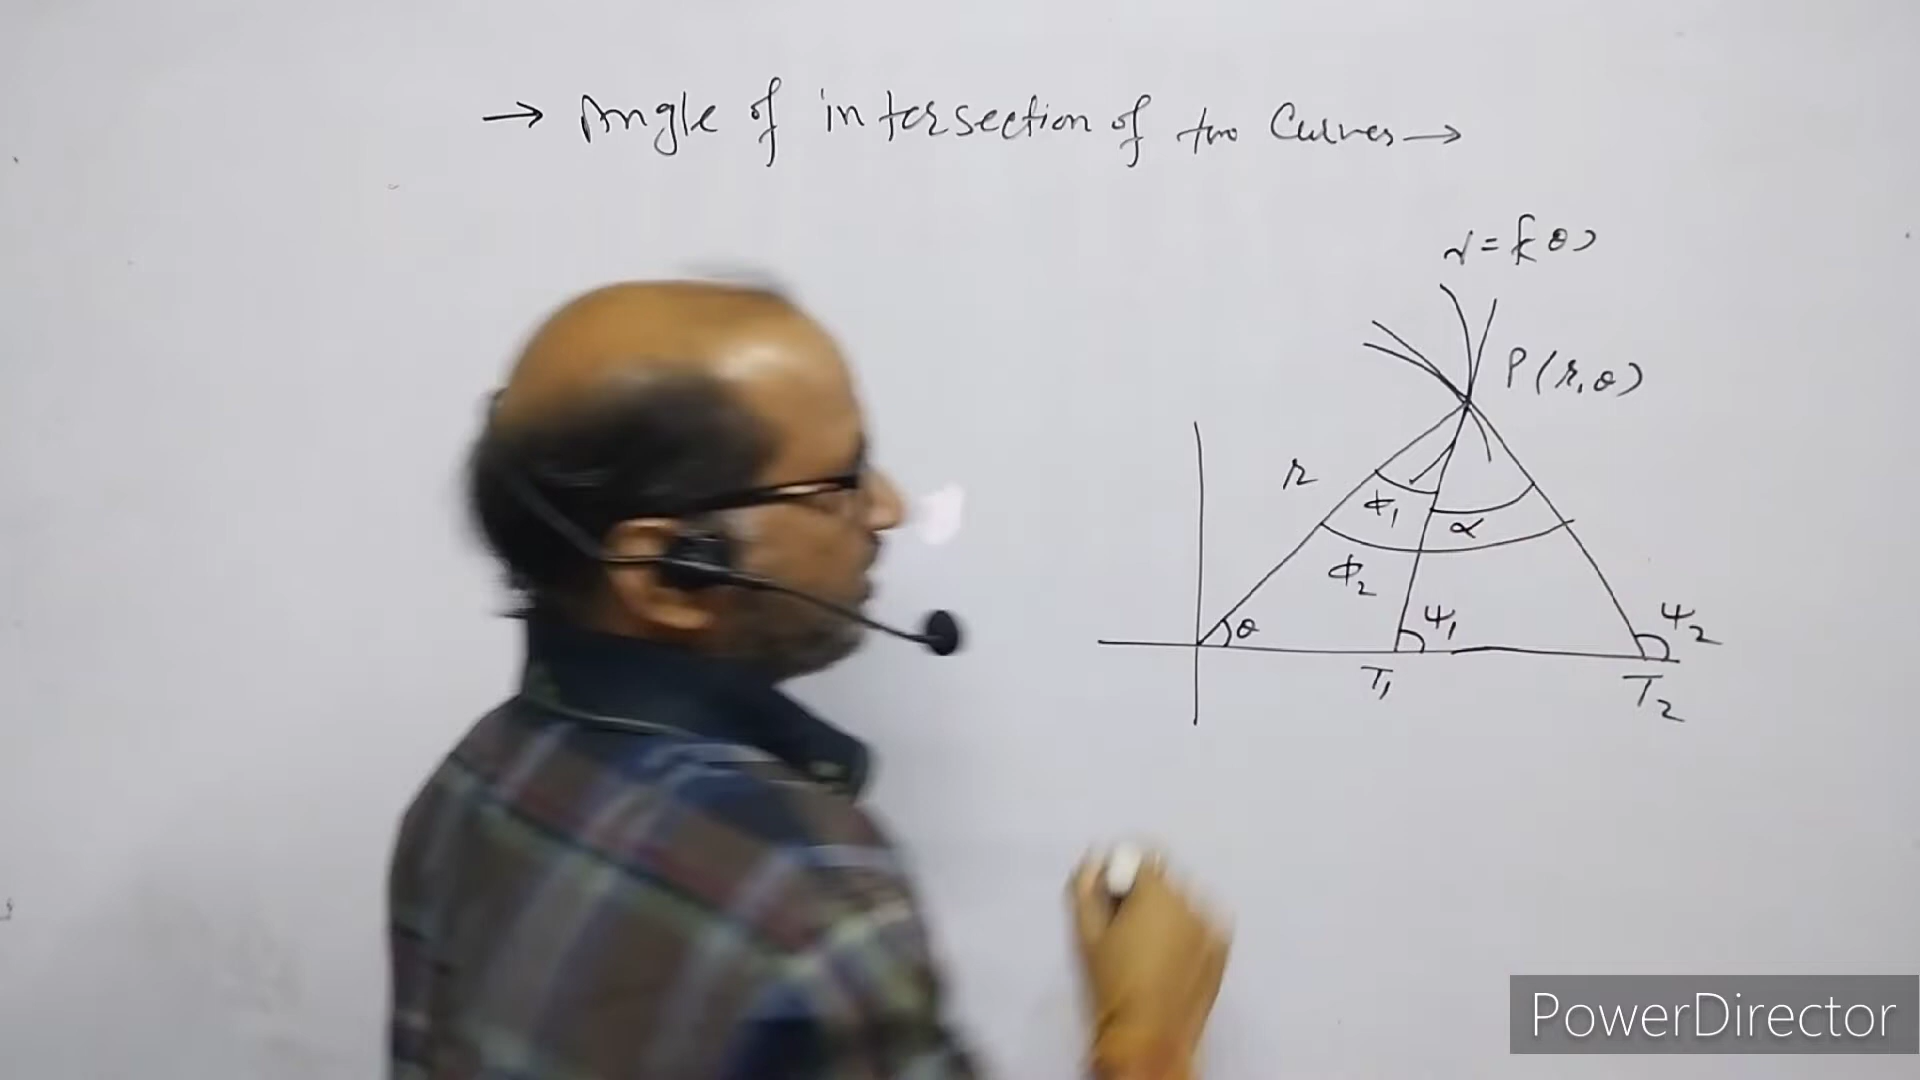 → Angle of intersection of two Curves →
r = f(θ)
P(r,θ)
r
ϕ₁
α
ϕ₂
θ
ψ₁
ψ₂
T₁
T₂
PowerDirector